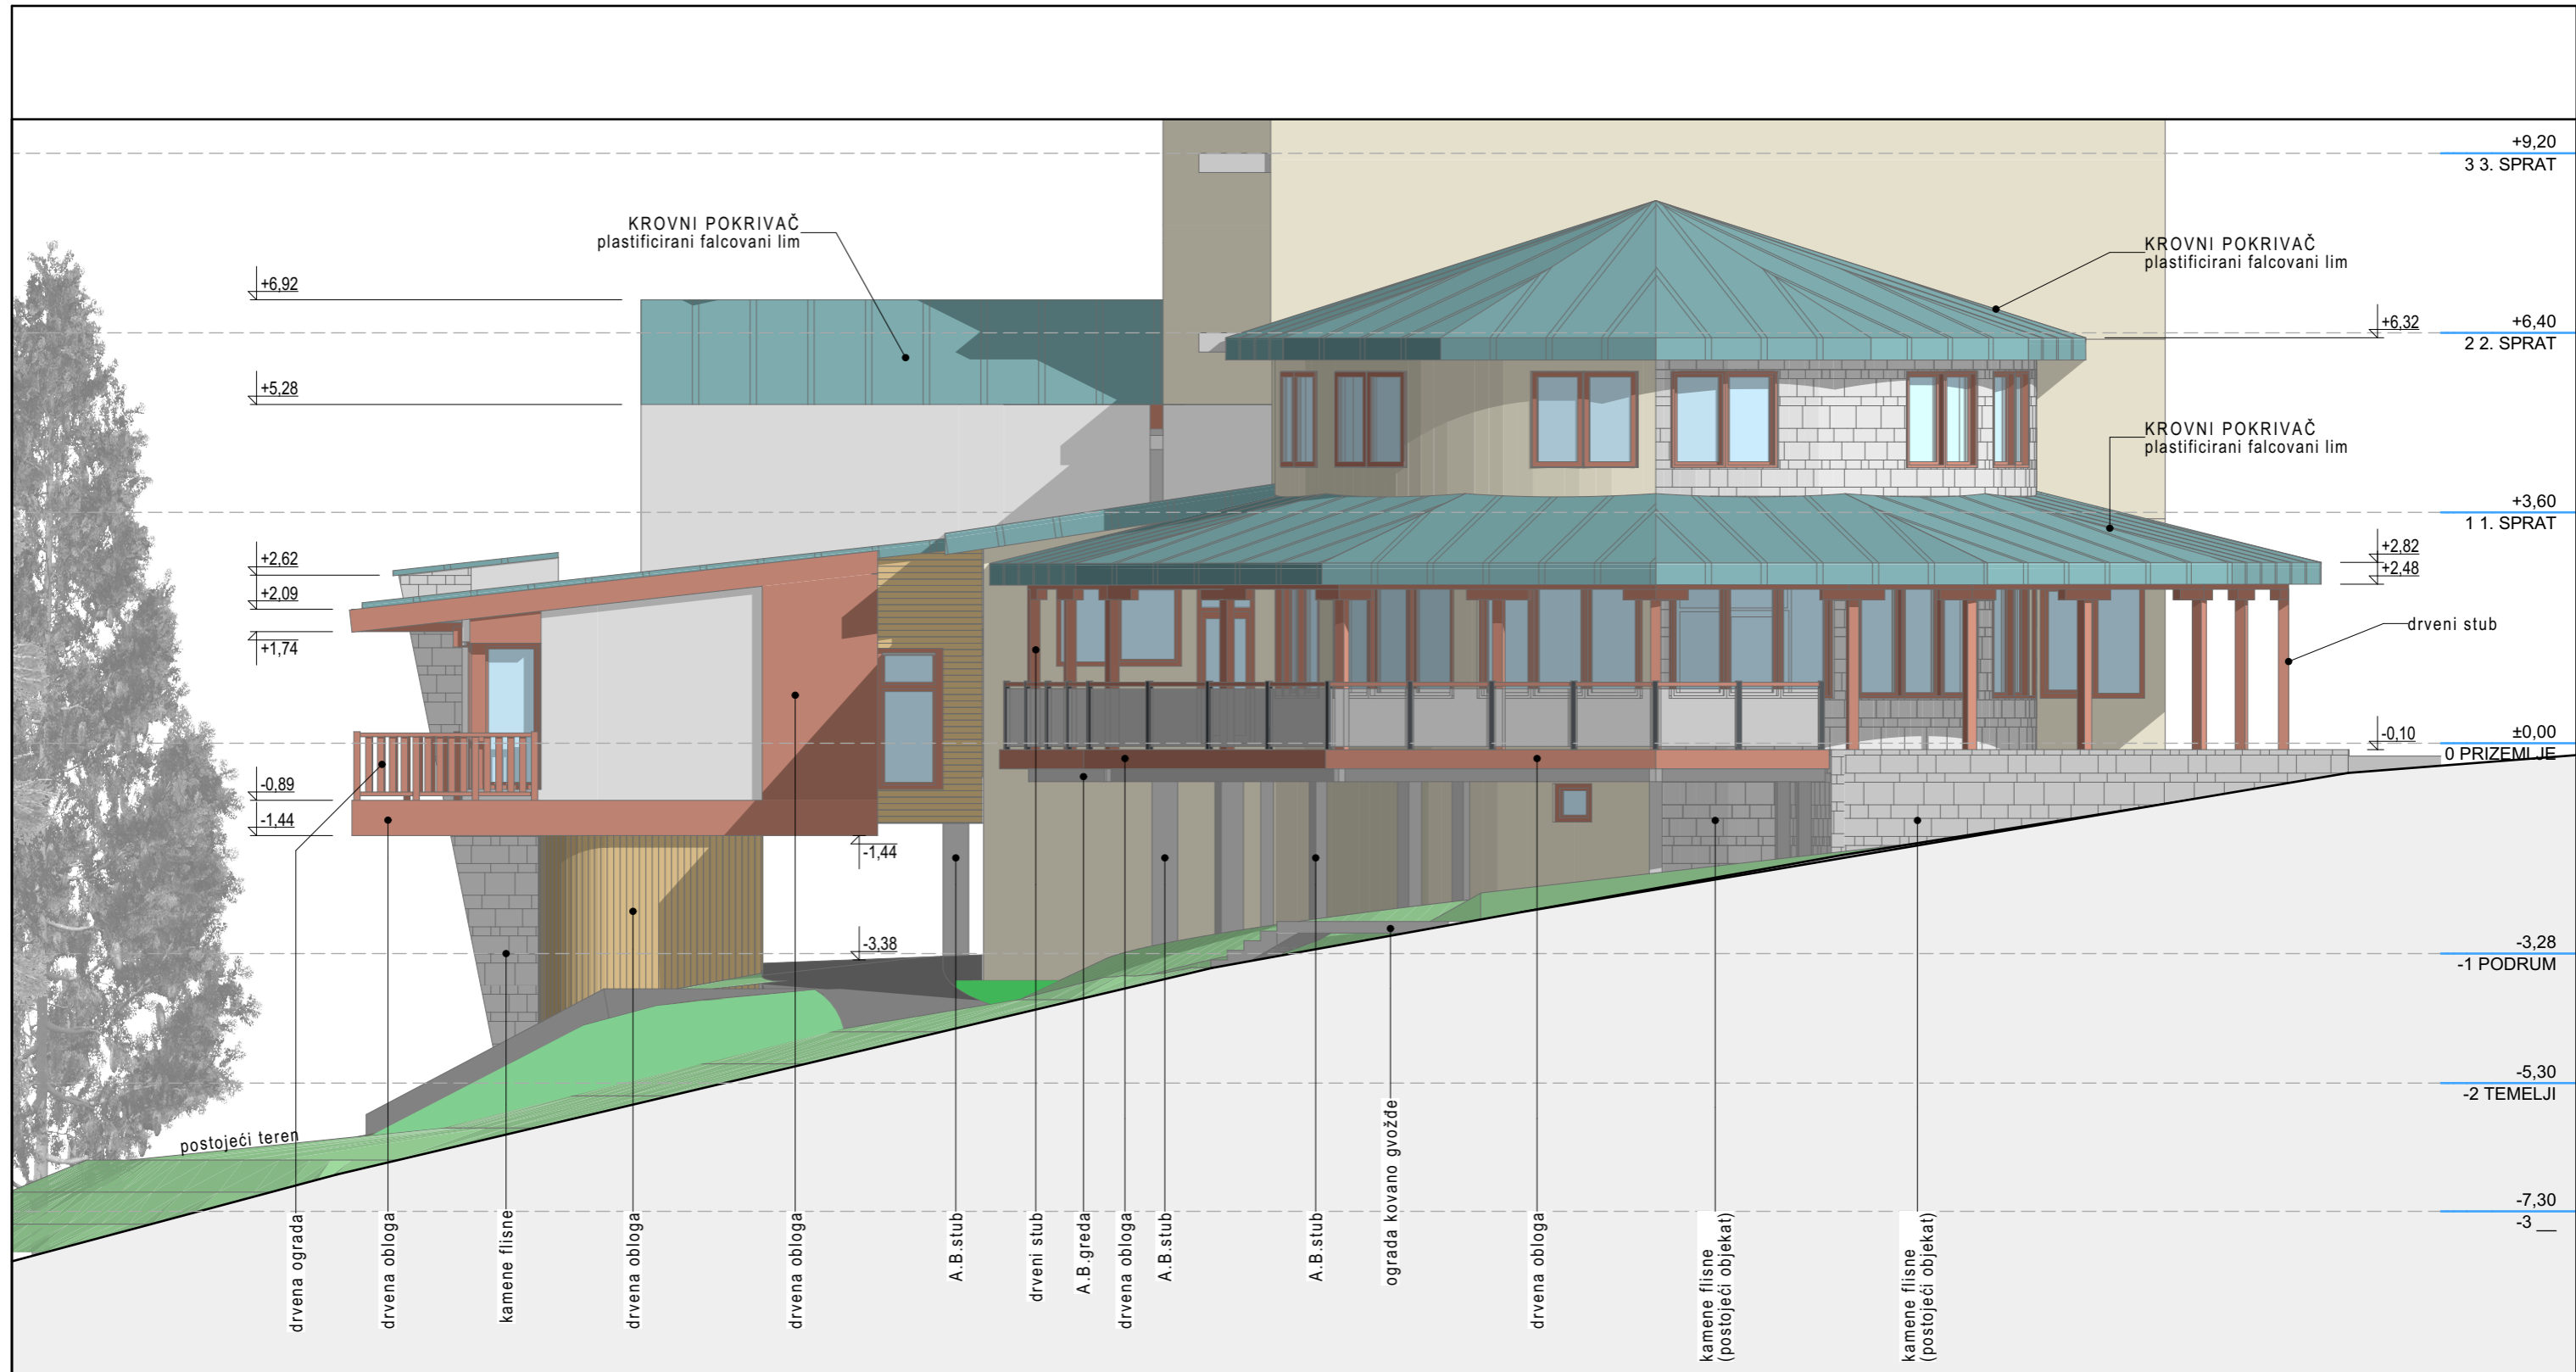 +9,20
3 3. SPRAT
KROVNI POKRIVAČ
plastificirani falcovani lim
KROVNI POKRIVAČ
plastificirani falcovani lim
+6,92
+6,32
+6,40
2 2. SPRAT
+5,28
KROVNI POKRIVAČ
plastificirani falcovani lim
+3,60
1 1. SPRAT
+2,62
+2,82
+2,48
+2,09
+1,74
drveni stub
-0,10
±0,00
0 PRIZEMLJE
-0,89
-1,44
-1,44
-3,38
-3,28
-1 PODRUM
-5,30
-2 TEMELJI
postojeći teren
-7,30
-3 __
drvena ograda
drvena obloga
kamene flisne
drvena obloga
drvena obloga
A.B.stub
drveni stub
A.B.greda
drvena obloga
A.B.stub
A.B.stub
ograda kovano gvožđe
drvena obloga
kamene flisne
(postojeći objekat)
kamene flisne
(postojeći objekat)